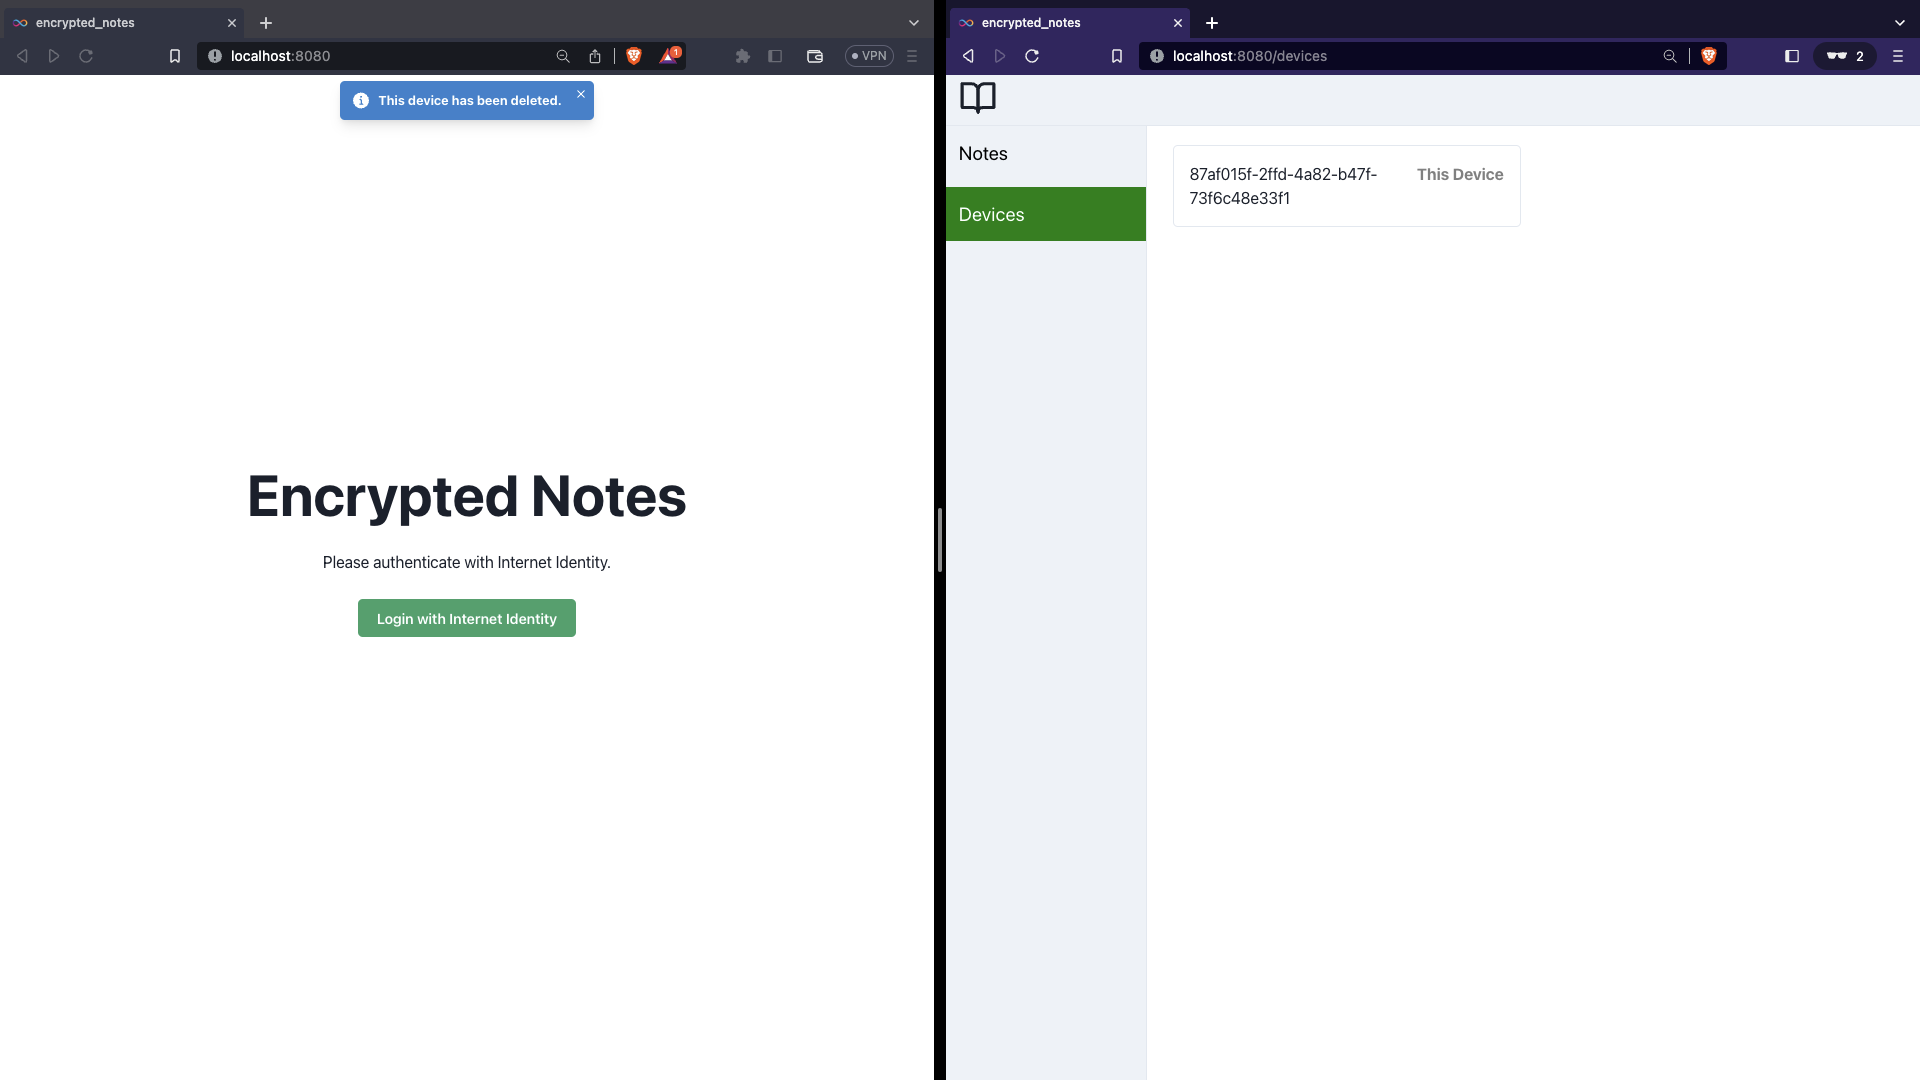 encrypted_notes
localhost:8080
1
VPN
This device has been deleted.
Encrypted Notes
Please authenticate with Internet Identity.
Login with Internet Identity
encrypted_notes
localhost:8080/devices
2
Notes
Devices
87af015f-2ffd-4a82-b47f-
73f6c48e33f1
This Device